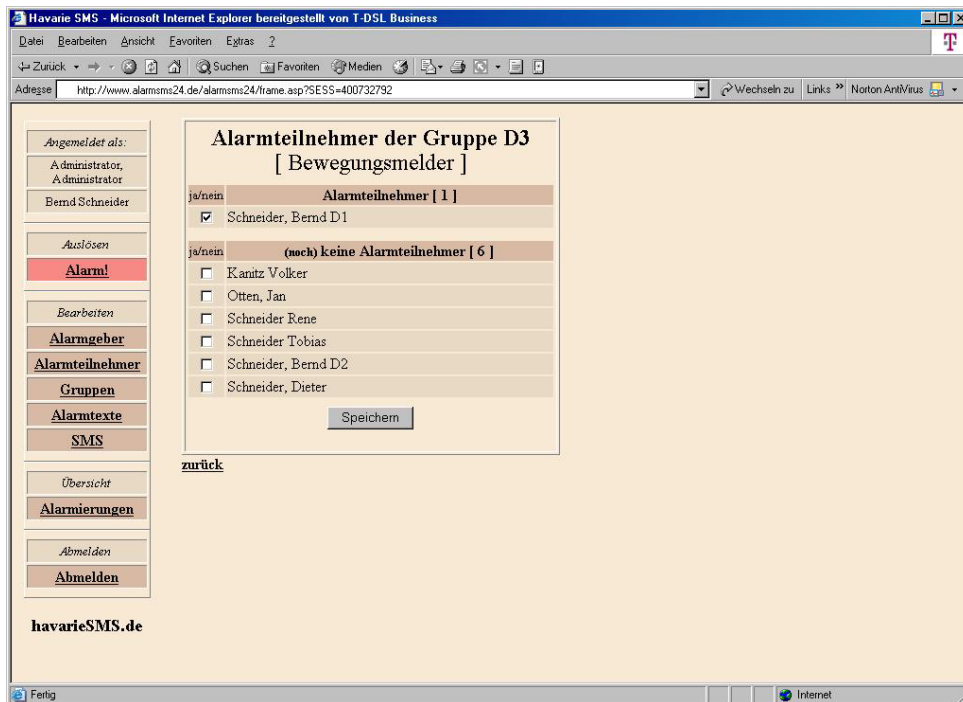 Havarie SMS - Microsoft Internet Explorer bereitgestellt von T-DSL Business
Datei Bearbeiten Ansicht Favoriten Extras ?
T
Zurück Suchen Favoriten Medien
Adresse http://www.alarmsms24.de/alarmsms24/frame.asp?SESS=400732792 Wechseln zu Links » Norton AntiVirus
Angemeldet als:
Administrator,
Administrator
Bernd Schneider
Auslösen
Alarm!
Bearbeiten
Alarmgeber
Alarmteilnehmer
Gruppen
Alarmtexte
SMS
Übersicht
Alarmierungen
Abmelden
Abmelden
havarieSMS.de
Alarmteilnehmer der Gruppe D3
[ Bewegungsmelder ]
ja/nein Alarmteilnehmer [ 1 ]
Schneider, Bernd D1
ja/nein (noch) keine Alarmteilnehmer [ 6 ]
Kanitz Volker
Otten, Jan
Schneider Rene
Schneider Tobias
Schneider, Bernd D2
Schneider, Dieter
Speichern
zurück
Fertig Internet